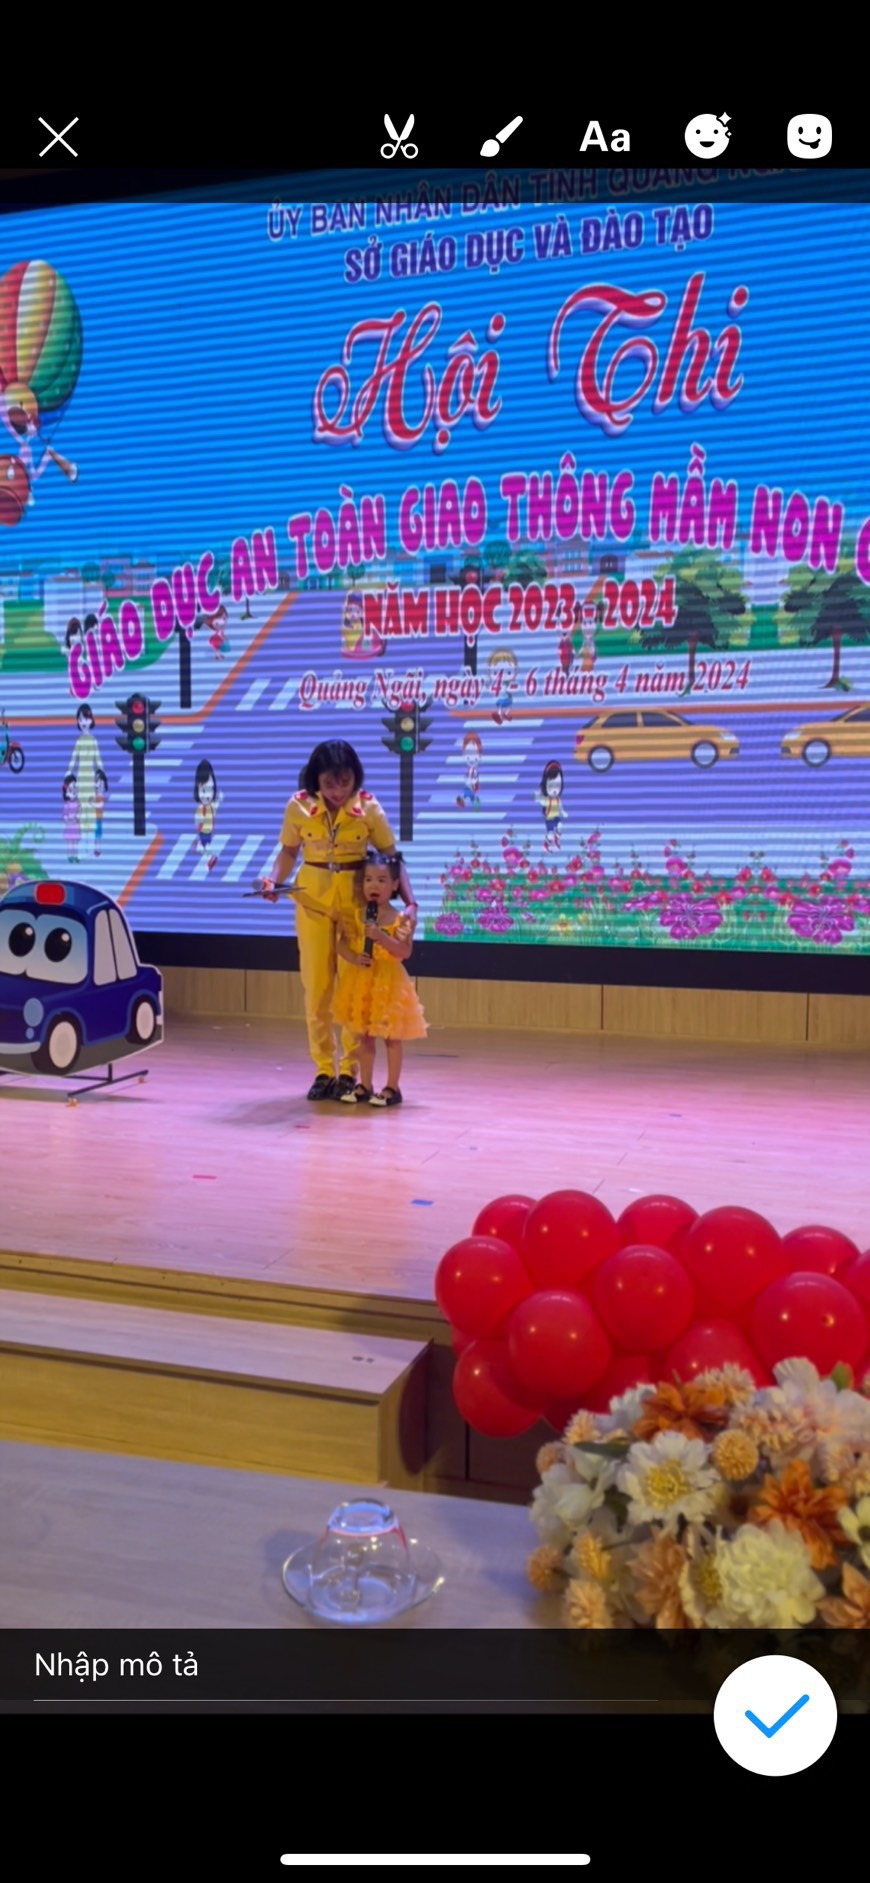 Aa
ỦY BAN NHÂN DÂN TỈNH QUẢNG
SỞ GIÁO DỤC VÀ ĐÀO TẠO
Hội Thi
GIÁO DỤC AN TOÀN GIAO THÔNG MẦM NON
NĂM HỌC 2023 - 2024
Quảng Ngãi, ngày 4 - 6 tháng 4 năm 2024
Nhập mô tả